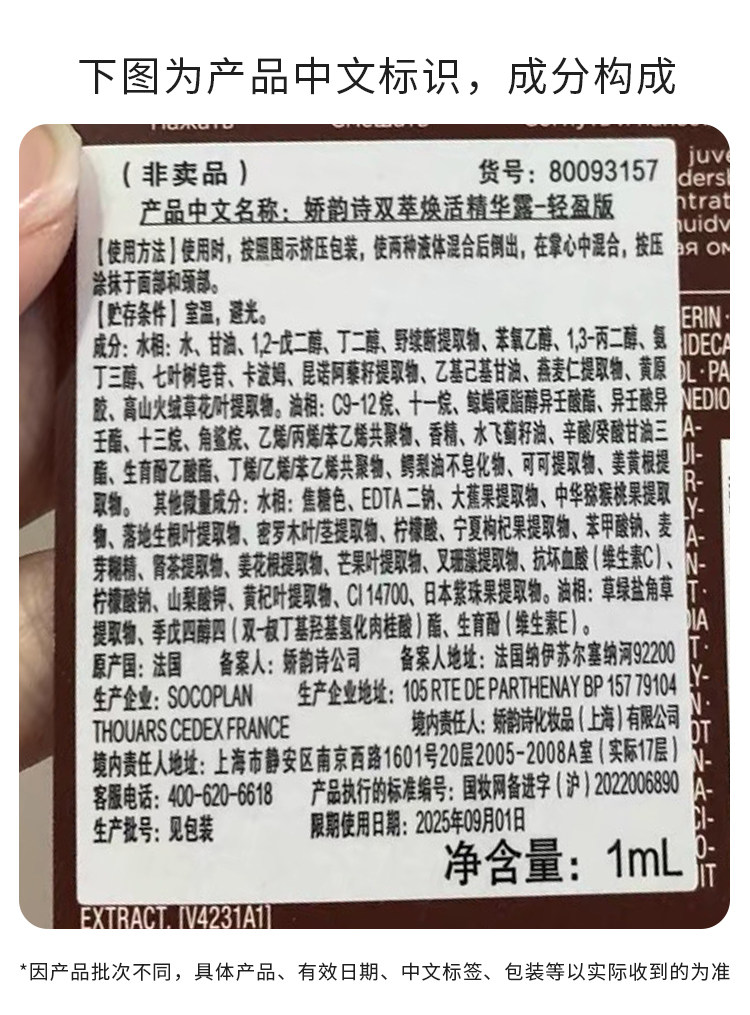 下图为产品中文标识，成分构成
(非卖品) 货号：80093157
产品中文名称：娇韵诗双萃焕活精华露-轻盈版
【使用方法】使用时，按照图示挤压包装，使两种液体混合后倒出，在掌心中混合，按压
涂抹于面部和颈部。
【贮存条件】室温，避光。
成分：水相：水、甘油、1,2-戊二醇、丁二醇、野续断提取物、苯氧乙醇、1,3-丙二醇、氨
丁三醇、七叶树皂苷、卡波姆、昆诺阿藜籽提取物、乙基己基甘油、燕麦仁提取物、黄原
胶、高山火绒草花/叶提取物。油相：C9-12烷、十一烷、鲸蜡硬脂醇异壬酸酯、异壬酸异
壬酯、十三烷、角鲨烷、乙烯/丙烯/苯乙烯共聚物、香精、水飞蓟籽油、辛酸/癸酸甘油三
酯、生育酚乙酸酯、丁烯/乙烯/苯乙烯共聚物、鳄梨油不皂化物、可可提取物、姜黄根提
取物。 其他微量成分：水相：焦糖色、EDTA二钠、大蕉果提取物、中华猕猴桃果提取
物、落地生根叶提取物、密罗木叶/茎提取物、柠檬酸、宁夏枸杞果提取物、苯甲酸钠、麦
芽糊精、肾茶提取物、姜花根提取物、芒果叶提取物、叉珊藻提取物、抗坏血酸(维生素C)、
柠檬酸钠、山梨酸钾、黄杞叶提取物、CI 14700、日本紫珠果提取物。油相：草绿盐角草
提取物、季戊四醇四(双-叔丁基羟基氢化肉桂酸)酯、生育酚(维生素E)。
原产国：法国 备案人：娇韵诗公司 备案人地址：法国纳伊苏尔塞纳河92200
生产企业：SOCOPLAN 生产企业地址：105 RTE DE PARTHENAY BP 157 79104
THOUARS CEDEX FRANCE 境内责任人：娇韵诗化妆品(上海)有限公司
境内责任人地址：上海市静安区南京西路1601号20层2005-2008A室(实际17层)
客服电话：400-620-6618 产品执行的标准编号：国妆网备进字(沪)2022006890
生产批号：见包装 限期使用日期：2025年09月01日
净含量：1mL
EXTRACT. [V4231A1]
*因产品批次不同，具体产品、有效日期、中文标签、包装等以实际收到的为准